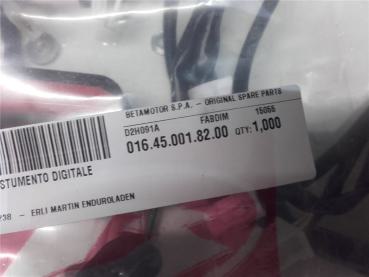 BETAMOTOR S.P.A. - ORIGINAL SPARE PARTS
D2H091A FABDIM 15055
016.45.001.82.00 QTY: 1,000
STUMENTO DIGITALE
238 - ERLI MARTIN ENDUROLADEN